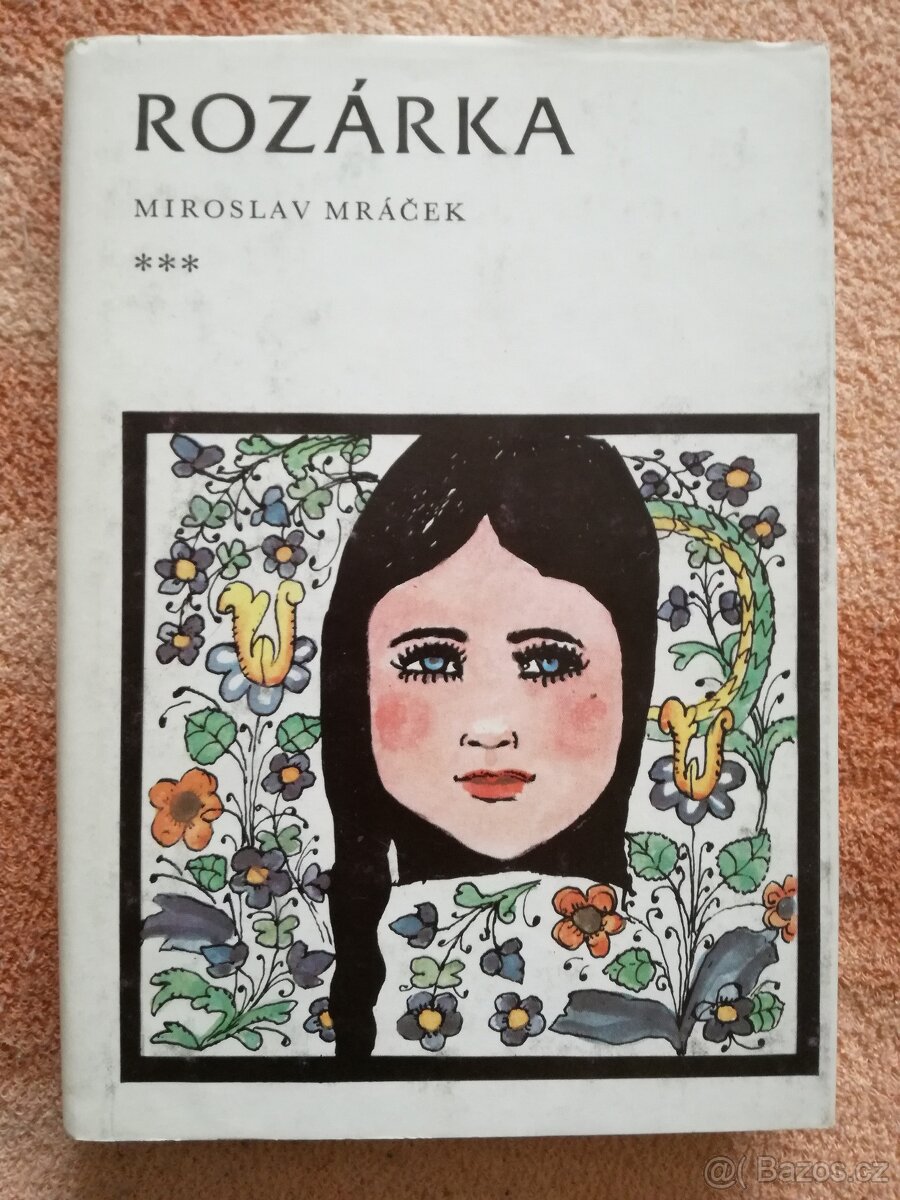 ROZÁRKA
MIROSLAV MRÁČEK
***
@( Bazos.cz